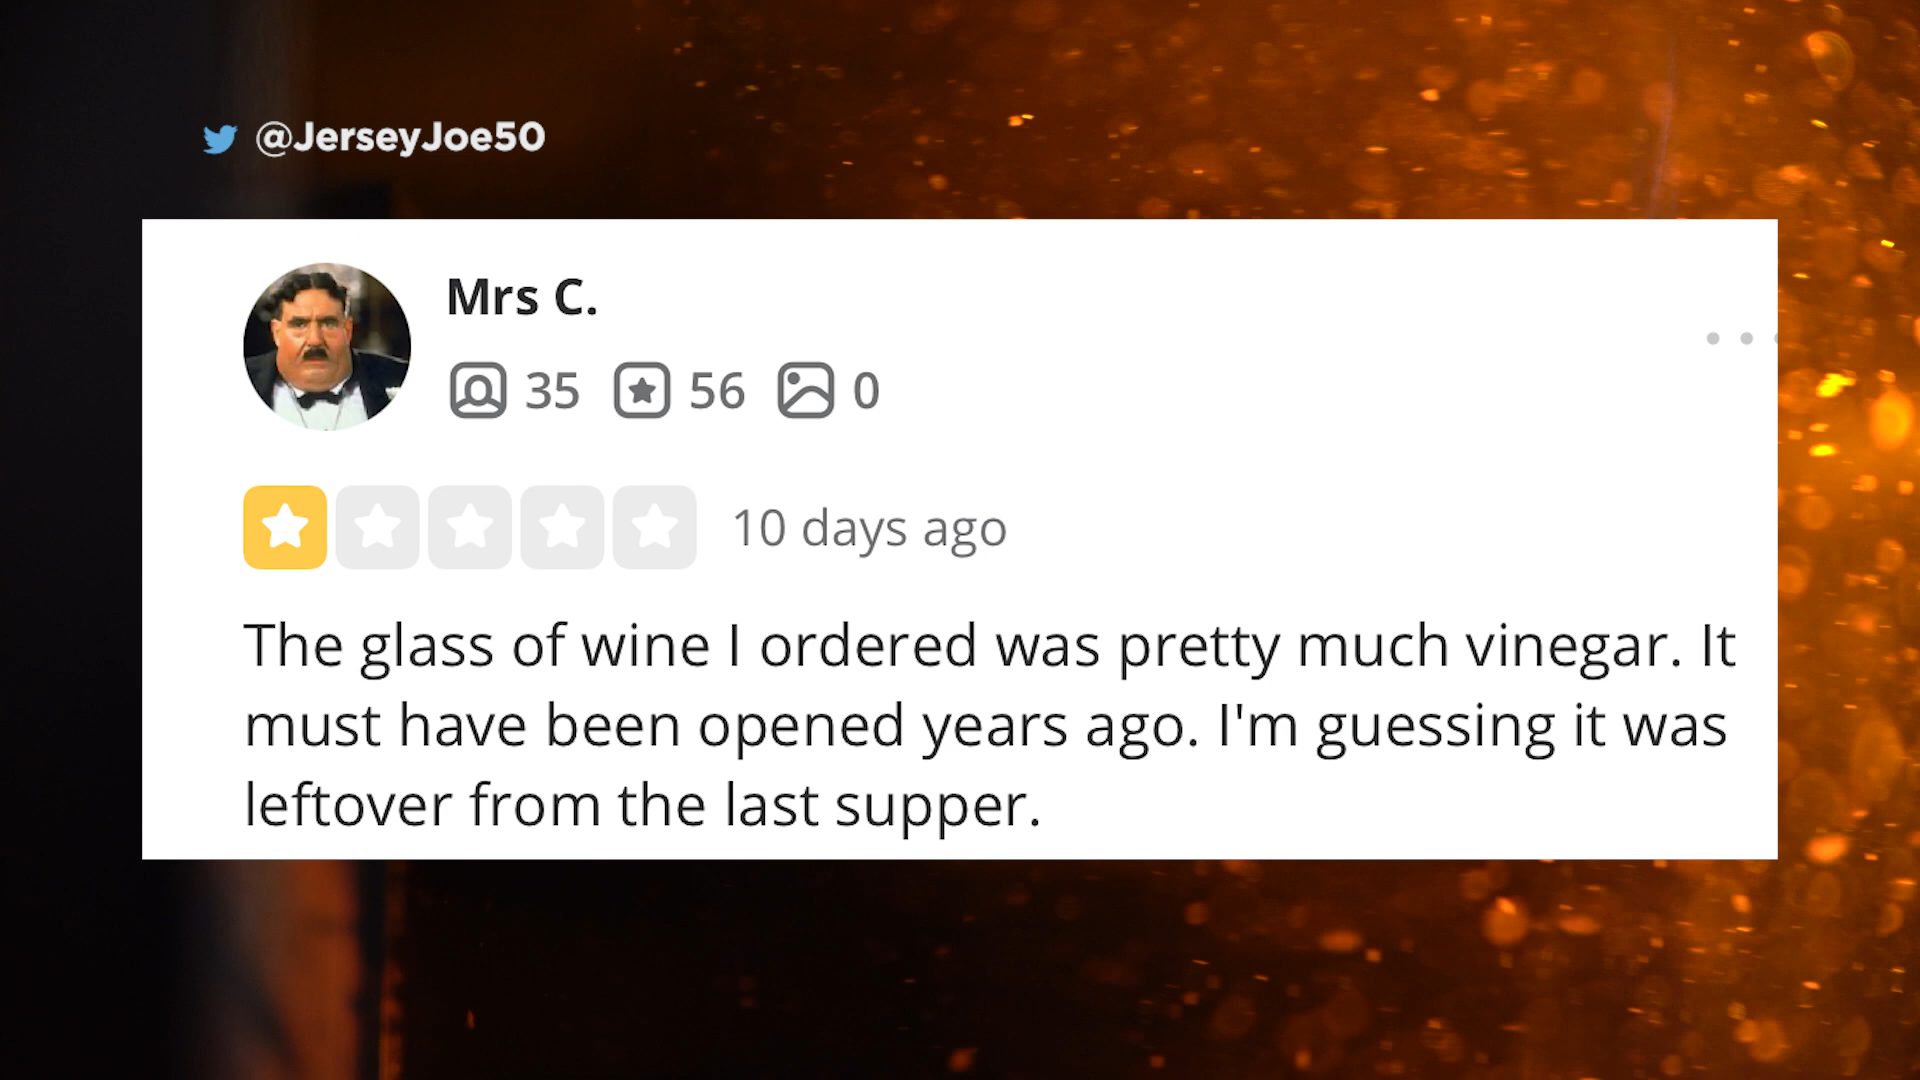 @JerseyJoe50
Mrs C.
35 56 0
10 days ago
The glass of wine I ordered was pretty much vinegar. It
must have been opened years ago. I'm guessing it was
leftover from the last supper.